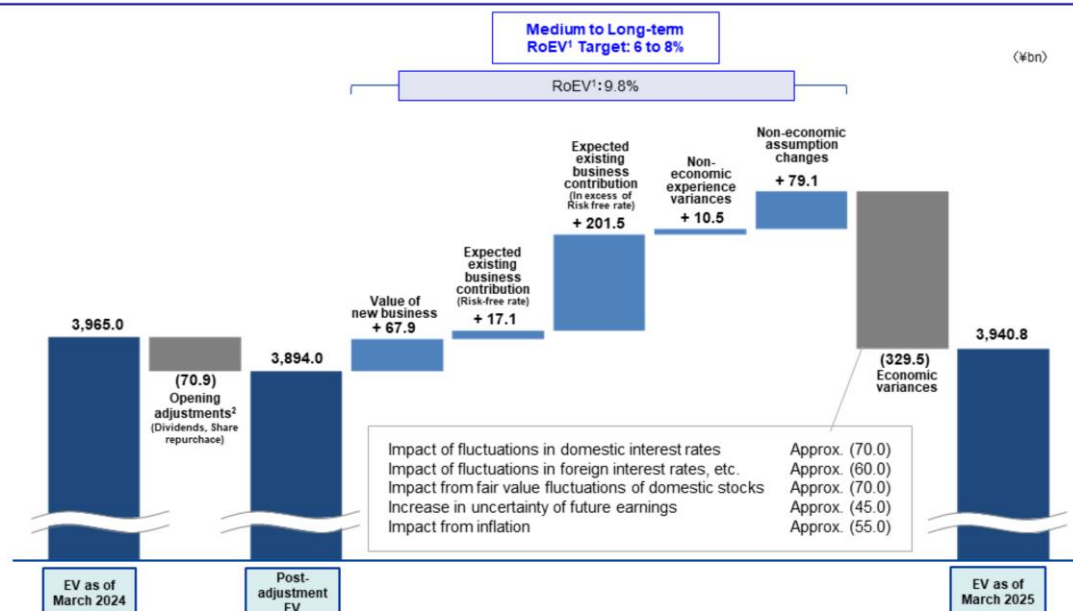 Medium to Long-term
RoEV¹ Target: 6 to 8%
(¥bn)
RoEV¹:9.8%
3,965.0
(70.9)
Opening
adjustments²
(Dividends, Share
repurchace)
3,894.0
Value of
new business
+ 67.9
Expected
existing
business
contribution
(Risk-free rate)
+ 17.1
Expected
existing
business
contribution
(In excess of
Risk free rate)
+ 201.5
Non-
economic
experience
variances
+ 10.5
Non-economic
assumption
changes
+ 79.1
(329.5)
Economic
variances
3,940.8
Impact of fluctuations in domestic interest rates Approx. (70.0)
Impact of fluctuations in foreign interest rates, etc. Approx. (60.0)
Impact from fair value fluctuations of domestic stocks Approx. (70.0)
Increase in uncertainty of future earnings Approx. (45.0)
Impact from inflation Approx. (55.0)
EV as of
March 2024
Post-
adjustment
EV
EV as of
March 2025